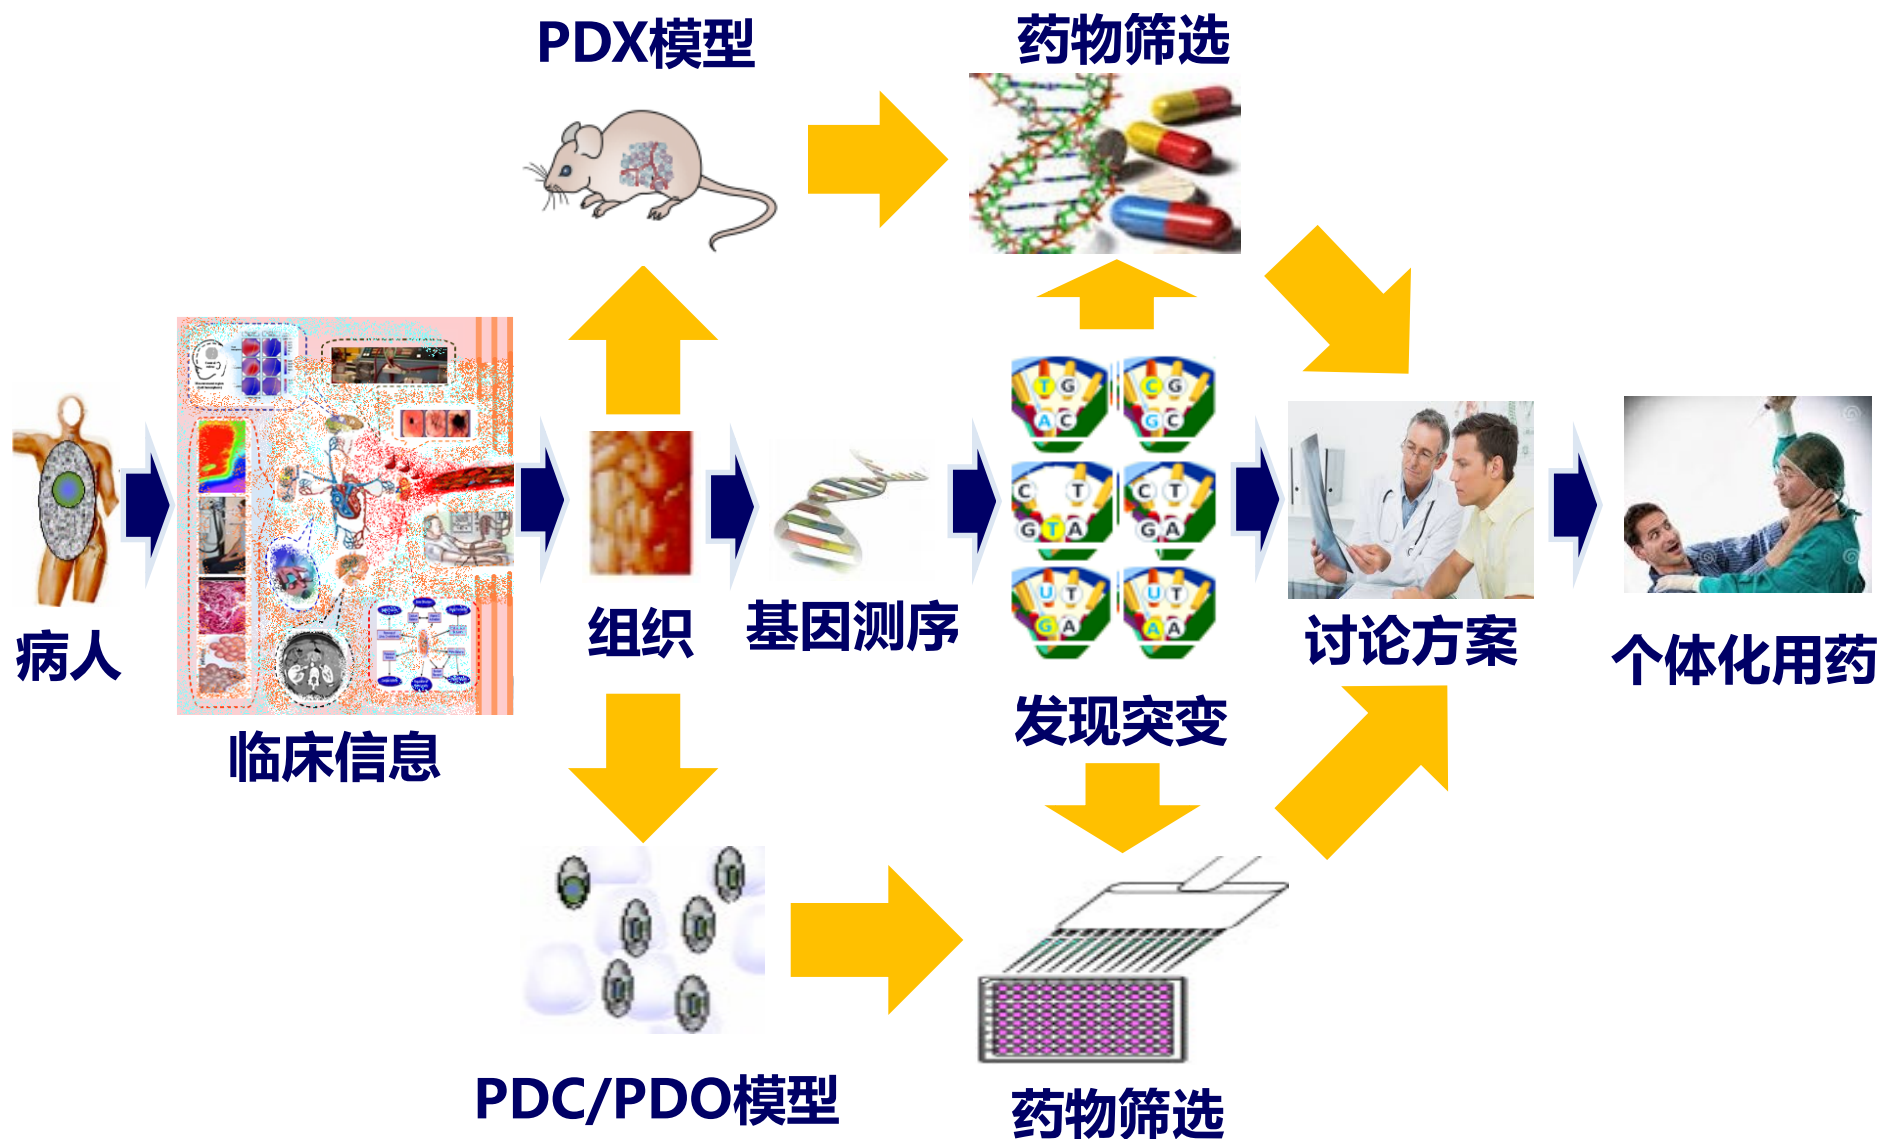 PDX模型
药物筛选
T G
A C
C G
G C
C T
G T A
C T
G A
U T
G A
U T
A A
病人
临床信息
组织
基因测序
发现突变
讨论方案
个体化用药
PDC/PDO模型
药物筛选